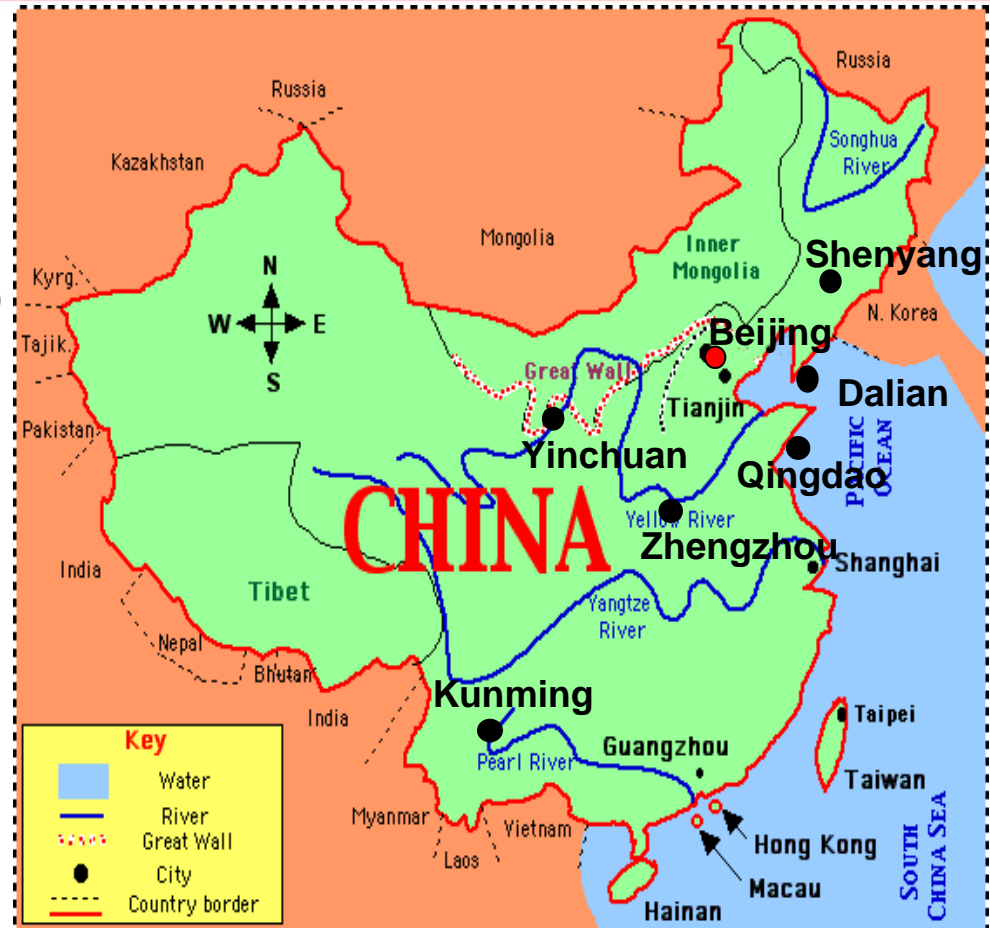 Russia
Russia
Kazakhstan
Songhua
River
Mongolia
Inner
Mongolia
Kyrg.
N
W
E
S
Shenyang
N. Korea
Tajik.
Beijing
Great Wall
Tianjin
Dalian
Pakistan
Yinchuan
Qingdao
PACIFIC
OCEAN
CHINA
Yellow River
Zhengzhou
Shanghai
India
Tibet
Yangtze
River
Nepal
Bhutan
India
Kunming
Taipei
Guangzhou
Pearl River
Taiwan
Key
Water
River
Great Wall
City
Country border
Myanmar
Vietnam
Laos
Hong Kong
Macau
Hainan
SOUTH
CHINA SEA